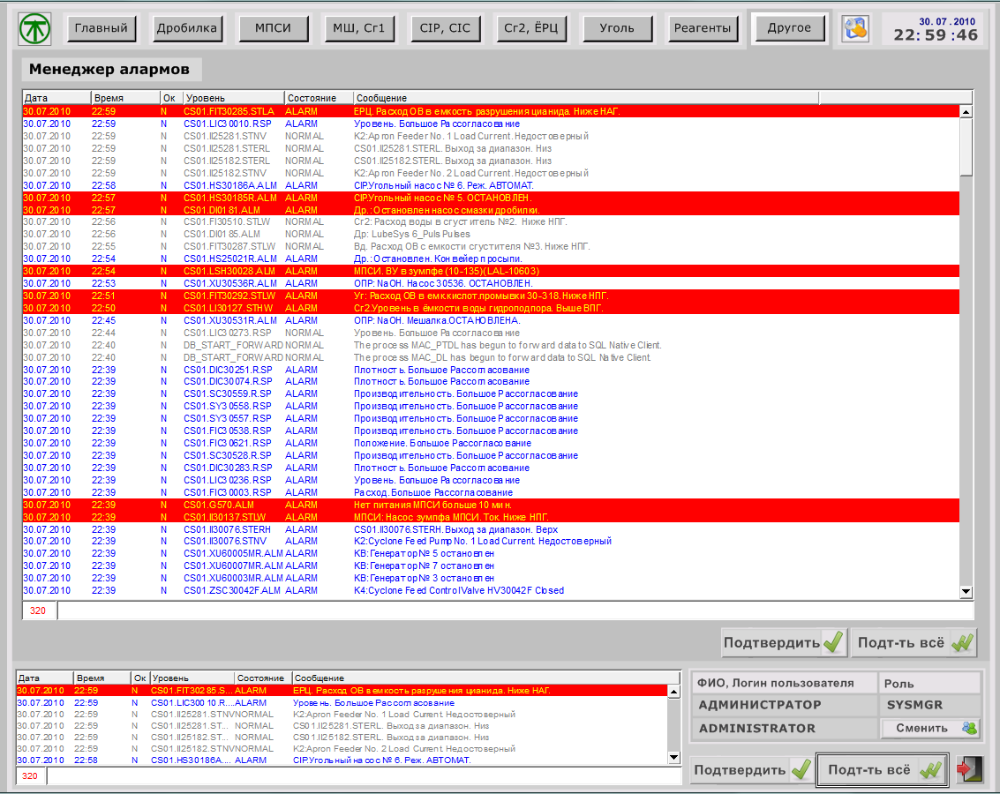 Главный Дробилка МПСИ МШ, Сг1 CIP, CIC Сг2, ЁРЦ Уголь Реагенты Другое 30.07.2010
22:59:46
Менеджер алармов
Дата Время Ок Уровень Состояние Сообщение
30.07.2010 22:59 N CS01.FIT30285.STLA ALARM ЕРЦ. Расход ОВ в емкость разрушения цианида. Ниже НАГ.
30.07.2010 22:59 N CS01.LIC30010.RSP ALARM Уровень. Большое Рассогласование
30.07.2010 22:59 N CS01.II25281.STNV NORMAL K2:Apron Feeder No. 1 Load Current.Недостоверный
30.07.2010 22:59 N CS01.II25281.STERL NORMAL CS01.II25281.STERL. Выход за диапазон. Низ
30.07.2010 22:59 N CS01.II25182.STERL NORMAL CS01.II25182.STERL. Выход за диапазон. Низ
30.07.2010 22:59 N CS01.II25182.STNV NORMAL K2:Apron Feeder No. 2 Load Current.Недостоверный
30.07.2010 22:58 N CS01.HS30186A.ALM ALARM CIP.Угольный насос № 6. Реж. АВТОМАТ.
30.07.2010 22:57 N CS01.HS30185R.ALM ALARM CIP.Угольный насос № 5. ОСТАНОВЛЕН.
30.07.2010 22:57 N CS01.DI0181.ALM ALARM Др.: Остановлен насос смазки дробилки.
30.07.2010 22:56 N CS01.FI30510.STLW NORMAL Сг2: Расход воды в сгуститель №2. Ниже НПГ.
30.07.2010 22:56 N CS01.DI0185.ALM NORMAL Др: LubeSys 6_Puls Pulses
30.07.2010 22:55 N CS01.FIT30287.STLW NORMAL Вд. Расход ОВ с емкости сгустителя №3. Ниже НПГ.
30.07.2010 22:54 N CS01.HS25021R.ALM ALARM Др.: Остановлен. Конвейер просыпи.
30.07.2010 22:54 N CS01.LSH30028.ALM ALARM МПСИ. ВУ в зумпфе (10-135)(LAL-10603)
30.07.2010 22:53 N CS01.XU30536R.ALM ALARM ОПР: NaOH. Насос 30536. ОСТАНОВЛЕН.
30.07.2010 22:51 N CS01.FIT30292.STLW ALARM Уг: Расход ОВ в емк.кислот.промывки 30-318.Ниже НПГ.
30.07.2010 22:50 N CS01.LI30127.STHW ALARM Сг2.Уровень в ёмкости воды гидроподпора. Выше ВПГ.
30.07.2010 22:45 N CS01.XU30531R.ALM ALARM ОПР: NaOH. Мешалка.ОСТАНОВЛЕНА.
30.07.2010 22:44 N CS01.LIC30273.RSP NORMAL Уровень. Большое Рассогласование
30.07.2010 22:40 N DB_START_FORWARD NORMAL The process MAC_PTDL has begun to forward data to SQL Native Client.
30.07.2010 22:40 N DB_START_FORWARD NORMAL The process MAC_DL has begun to forward data to SQL Native Client.
30.07.2010 22:39 N CS01.DIC30251.R.SP ALARM Плотность. Большое Рассогласование
30.07.2010 22:39 N CS01.DIC30074.R.SP ALARM Плотность. Большое Рассогласование
30.07.2010 22:39 N CS01.SC30559.R.SP ALARM Производительность. Большое Рассогласование
30.07.2010 22:39 N CS01.SY30558.RSP ALARM Производительность. Большое Рассогласование
30.07.2010 22:39 N CS01.SY30557.RSP ALARM Производительность. Большое Рассогласование
30.07.2010 22:39 N CS01.FIC30538.RSP ALARM Производительность. Большое Рассогласование
30.07.2010 22:39 N CS01.FIC30621.RSP ALARM Положение. Большое Рассогласование
30.07.2010 22:39 N CS01.SC30528.R.SP ALARM Производительность. Большое Рассогласование
30.07.2010 22:39 N CS01.DIC30283.R.SP ALARM Плотность. Большое Рассогласование
30.07.2010 22:39 N CS01.LIC30236.RSP ALARM Уровень. Большое Рассогласование
30.07.2010 22:39 N CS01.FIC30003.RSP ALARM Расход. Большое Рассогласование
30.07.2010 22:39 N CS01.G570.ALM ALARM Нет питания МПСИ больше 10 мин.
30.07.2010 22:39 N CS01.II30137.STLW ALARM МПСИ: Насос зумпфа МПСИ. Ток. Ниже НПГ.
30.07.2010 22:39 N CS01.II30076.STERH ALARM CS01.II30076.STERH. Выход за диапазон. Верх
30.07.2010 22:39 N CS01.II30076.STNV ALARM K2:Cyclone Feed Pump No. 1 Load Current. Недостоверный
30.07.2010 22:39 N CS01.XU60005MR.ALM ALARM КВ: Генератор№ 5 остановлен
30.07.2010 22:39 N CS01.XU60007MR.ALM ALARM КВ: Генератор№ 7 остановлен
30.07.2010 22:39 N CS01.XU60003MR.ALM ALARM КВ: Генератор№ 3 остановлен
30.07.2010 22:39 N CS01.ZSC30042F.ALM ALARM K4:Cyclone Feed ControlValve HV30042F Closed
320
Подтвердить Подт-ть всё
Дата Время Ок Уровень Состояние Сообщение
30.07.2010 22:59 N CS01.FIT30285.S... ALARM ЕРЦ. Расход ОВ в емкость разрушения цианида. Ниже НАГ.
30.07.2010 22:59 N CS01.LIC30010.R.... ALARM Уровень. Большое Рассогласование
30.07.2010 22:59 N CS01.II25281.STNV NORMAL K2:Apron Feeder No. 1 Load Current.Недостоверный
30.07.2010 22:59 N CS01.II25281.ST... NORMAL CS01.II25281.STERL. Выход за диапазон. Низ
30.07.2010 22:59 N CS01.II25182.ST... NORMAL CS01.II25182.STERL. Выход за диапазон. Низ
30.07.2010 22:59 N CS01.II25182.STNV NORMAL K2:Apron Feeder No. 2 Load Current.Недостоверный
30.07.2010 22:58 N CS01.HS30186A.... ALARM CIP.Угольный насос № 6. Реж. АВТОМАТ.
320
ФИО, Логин пользователя Роль
АДМИНИСТРАТОР SYSMGR
ADMINISTRATOR Сменить
Подтвердить Подт-ть всё